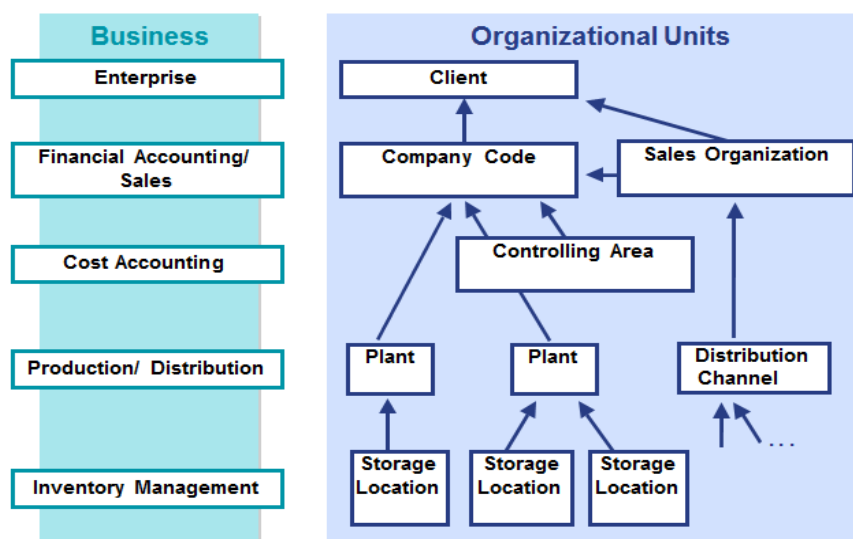 Business
Enterprise
Financial Accounting/
Sales
Cost Accounting
Production/ Distribution
Inventory Management
Organizational Units
Client
Company Code
Sales Organization
Controlling Area
Plant
Plant
Distribution
Channel
...
Storage
Location
Storage
Location
Storage
Location